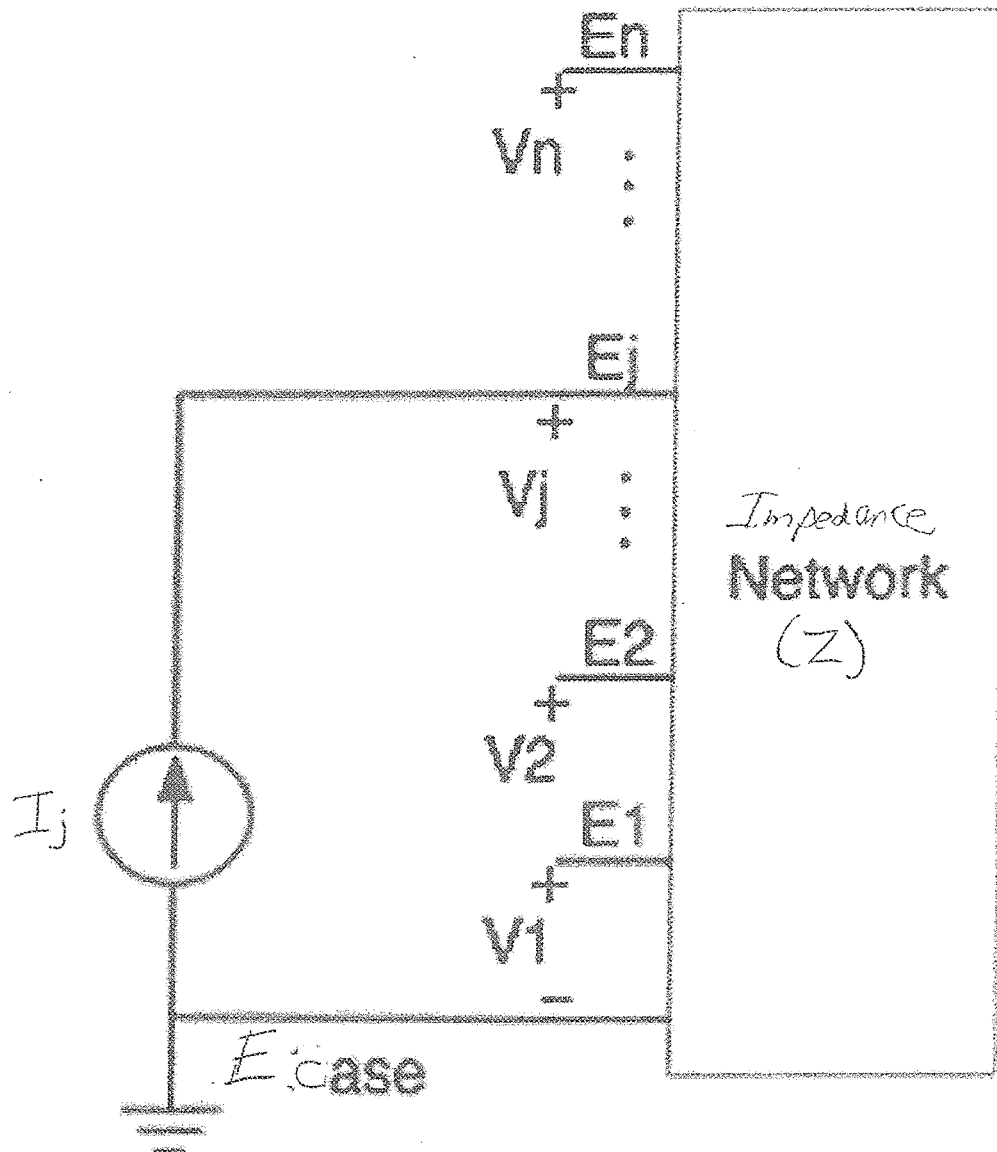 En
+
Vn
Ej
+
Vj
Impedance
Network
(Z)
E2
+
V2
Ij
E1
+
V1
-
Ecase